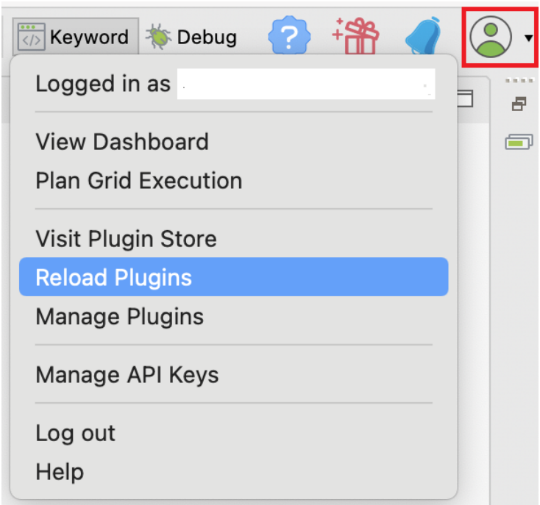 Keyword
Debug
?
Logged in as
View Dashboard
Plan Grid Execution
Visit Plugin Store
Reload Plugins
Manage Plugins
Manage API Keys
Log out
Help